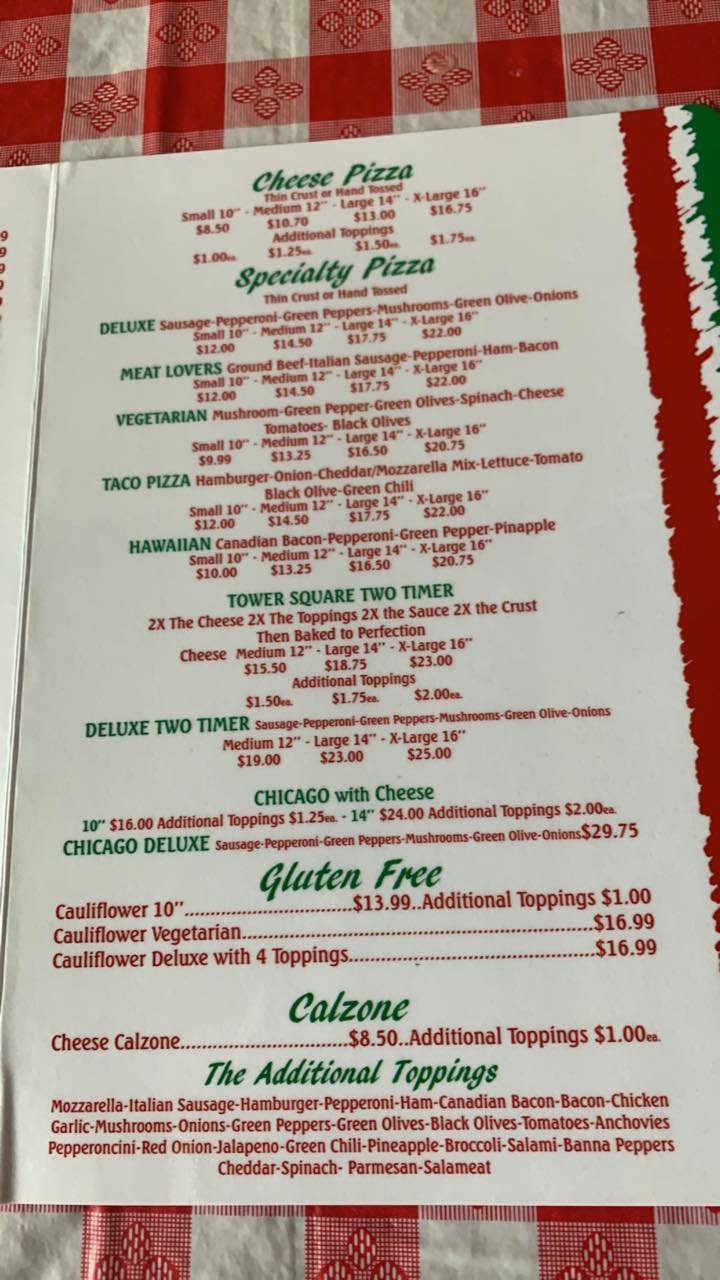 9
9
9
9
Cheese Pizza
Thin Crust or Hand Tossed
Small 10" - Medium 12" - Large 14" - X-Large 16"
$8.50 $10.70 $13.00 $16.75
Additional Toppings
$1.00ea. $1.25ea. $1.50ea. $1.75ea.
Specialty Pizza
Thin Crust or Hand Tossed
DELUXE Sausage-Pepperoni-Green Peppers-Mushrooms-Green Olive-Onions
Small 10" - Medium 12" - Large 14" - X-Large 16"
$12.00 $14.50 $17.75 $22.00
MEAT LOVERS Ground Beef-Italian Sausage-Pepperoni-Ham-Bacon
Small 10" - Medium 12" - Large 14" - X-Large 16"
$12.00 $14.50 $17.75 $22.00
VEGETARIAN Mushroom-Green Pepper-Green Olives-Spinach-Cheese
Tomatoes- Black Olives
Small 10" - Medium 12" - Large 14" - X-Large 16"
$9.99 $13.25 $16.50 $20.75
TACO PIZZA Hamburger-Onion-Cheddar/Mozzarella Mix-Lettuce-Tomato
Black Olive-Green Chili
Small 10" - Medium 12" - Large 14" - X-Large 16"
$12.00 $14.50 $17.75 $22.00
HAWAIIAN Canadian Bacon-Pepperoni-Green Pepper-Pinapple
Small 10" - Medium 12" - Large 14" - X-Large 16"
$10.00 $13.25 $16.50 $20.75
TOWER SQUARE TWO TIMER
2X The Cheese 2X The Toppings 2X the Sauce 2X the Crust
Then Baked to Perfection
Cheese Medium 12" - Large 14" - X-Large 16"
$15.50 $18.75 $23.00
Additional Toppings
$1.50ea. $1.75ea. $2.00ea.
DELUXE TWO TIMER Sausage-Pepperoni-Green Peppers-Mushrooms-Green Olive-Onions
Medium 12" - Large 14" - X-Large 16"
$19.00 $23.00 $25.00
CHICAGO with Cheese
10" $16.00 Additional Toppings $1.25ea. - 14" $24.00 Additional Toppings $2.00ea.
CHICAGO DELUXE Sausage-Pepperoni-Green Peppers-Mushrooms-Green Olive-Onions$29.75
Gluten Free
Cauliflower 10"..............................$13.99..Additional Toppings $1.00
Cauliflower Vegetarian...............................................................$16.99
Cauliflower Deluxe with 4 Toppings.............................................$16.99
Calzone
Cheese Calzone..............................$8.50..Additional Toppings $1.00ea.
The Additional Toppings
Mozzarella-Italian Sausage-Hamburger-Pepperoni-Ham-Canadian Bacon-Bacon-Chicken
Garlic-Mushrooms-Onions-Green Peppers-Green Olives-Black Olives-Tomatoes-Anchovies
Pepperoncini-Red Onion-Jalapeno-Green Chili-Pineapple-Broccoli-Salami-Banna Peppers
Cheddar-Spinach- Parmesan-Salameat